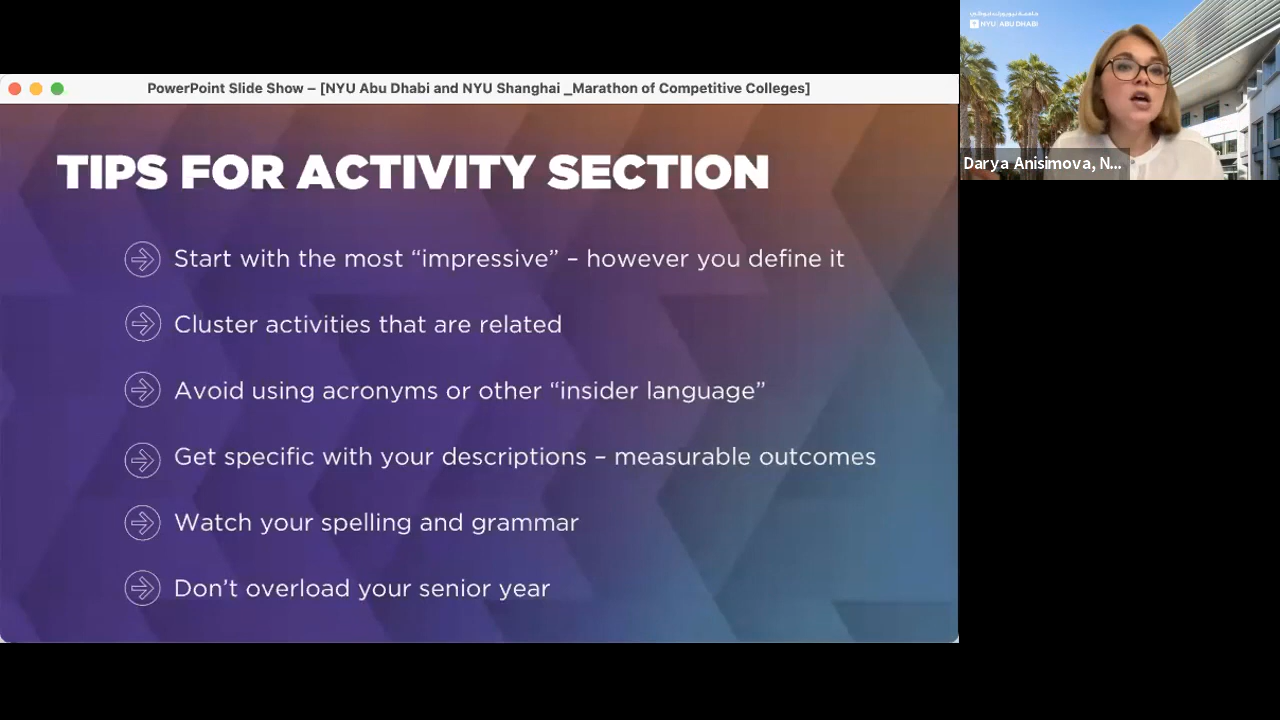 PowerPoint Slide Show – [NYU Abu Dhabi and NYU Shanghai _Marathon of Competitive Colleges]
TIPS FOR ACTIVITY SECTION
Start with the most “impressive” – however you define it
Cluster activities that are related
Avoid using acronyms or other “insider language”
Get specific with your descriptions – measurable outcomes
Watch your spelling and grammar
Don’t overload your senior year
NYU ABU DHABI
Darya Anisimova, N...